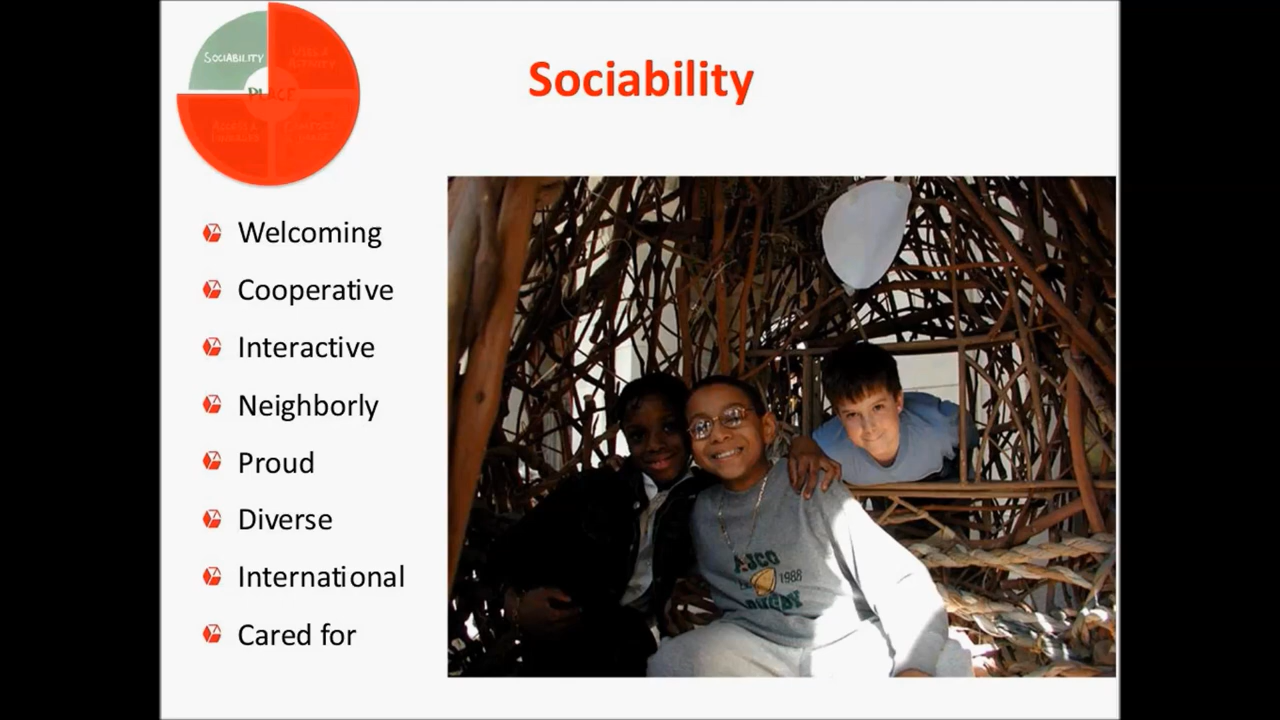 SOCIABILITY
PLACE
Sociability
Welcoming
Cooperative
Interactive
Neighborly
Proud
Diverse
International
Cared for
1988